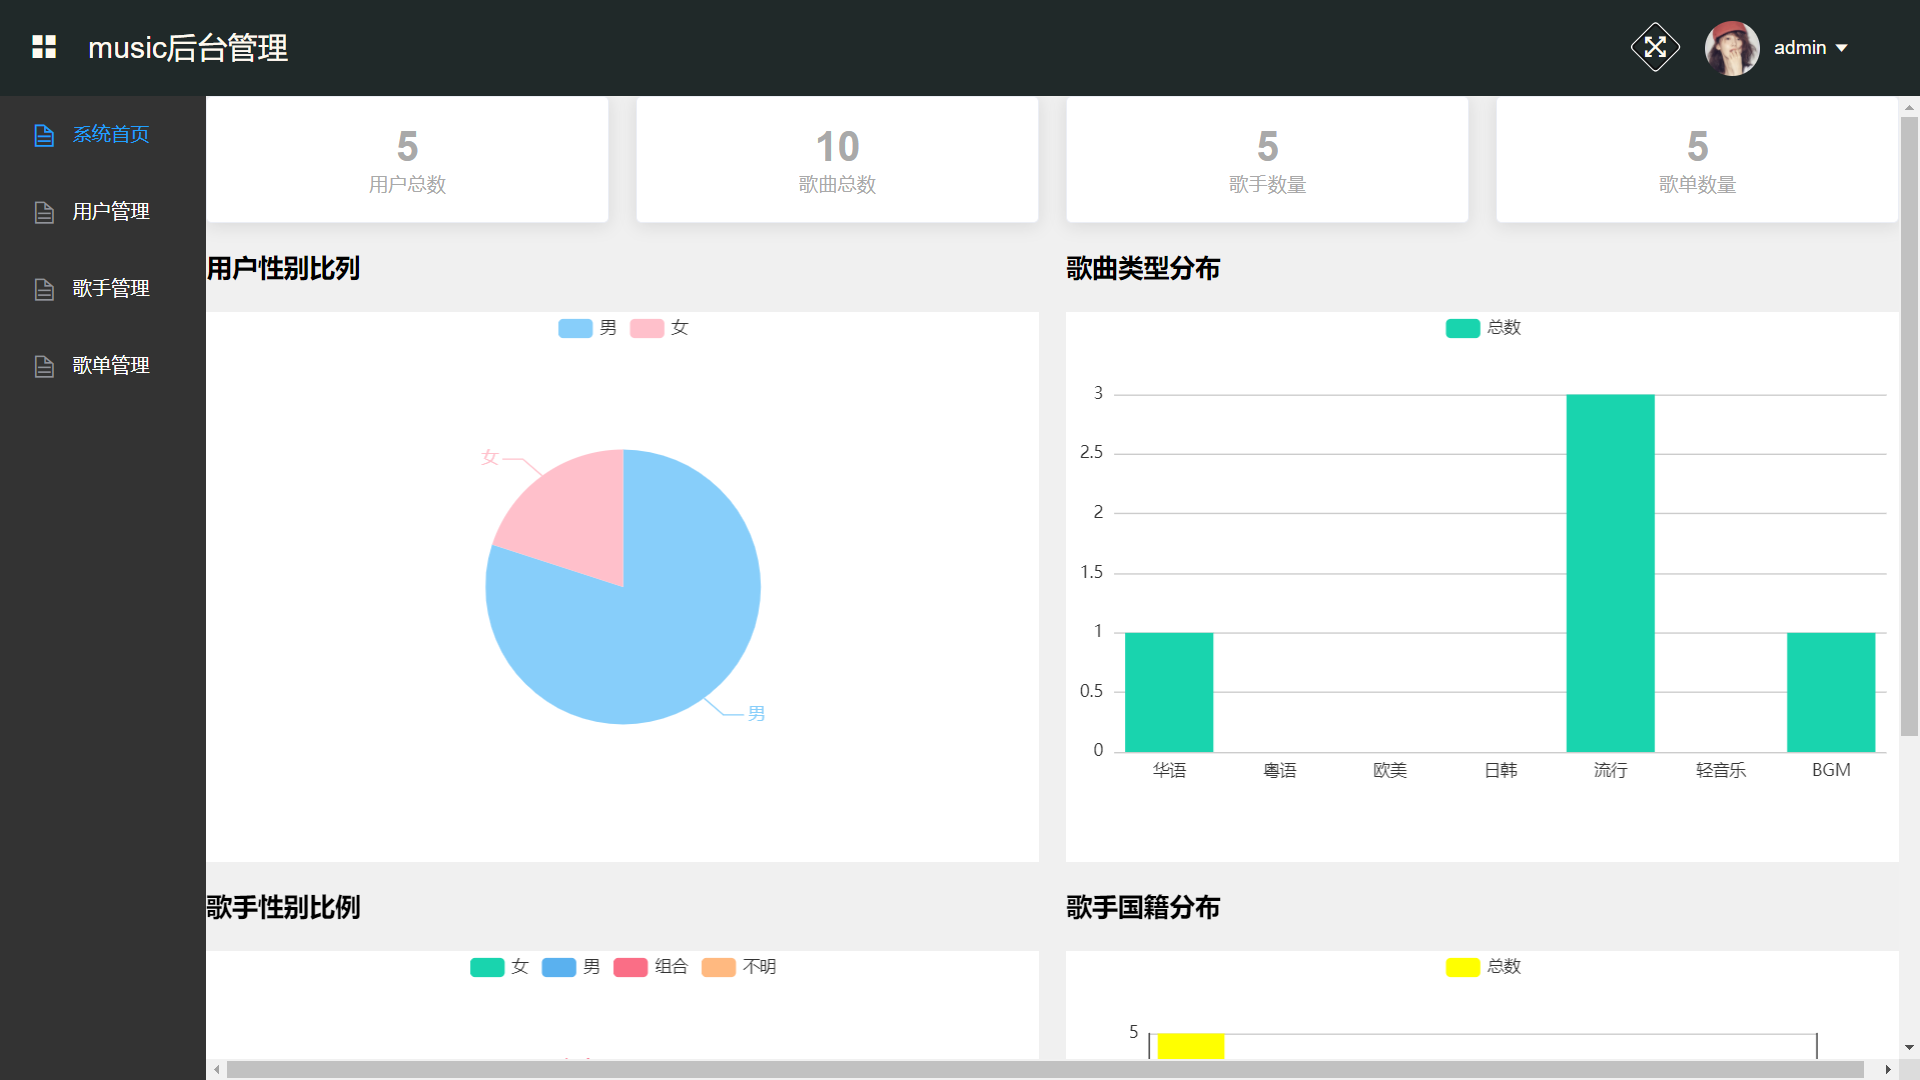 music后台管理
admin
系统首页
用户管理
歌手管理
歌单管理
5
用户总数
10
歌曲总数
5
歌手数量
5
歌单数量
用户性别比列
男 女
女
男
歌曲类型分布
总数
3
2.5
2
1.5
1
0.5
0
华语 粤语 欧美 日韩 流行 轻音乐 BGM
歌手性别比例
女 男 组合 不明
歌手国籍分布
总数
5